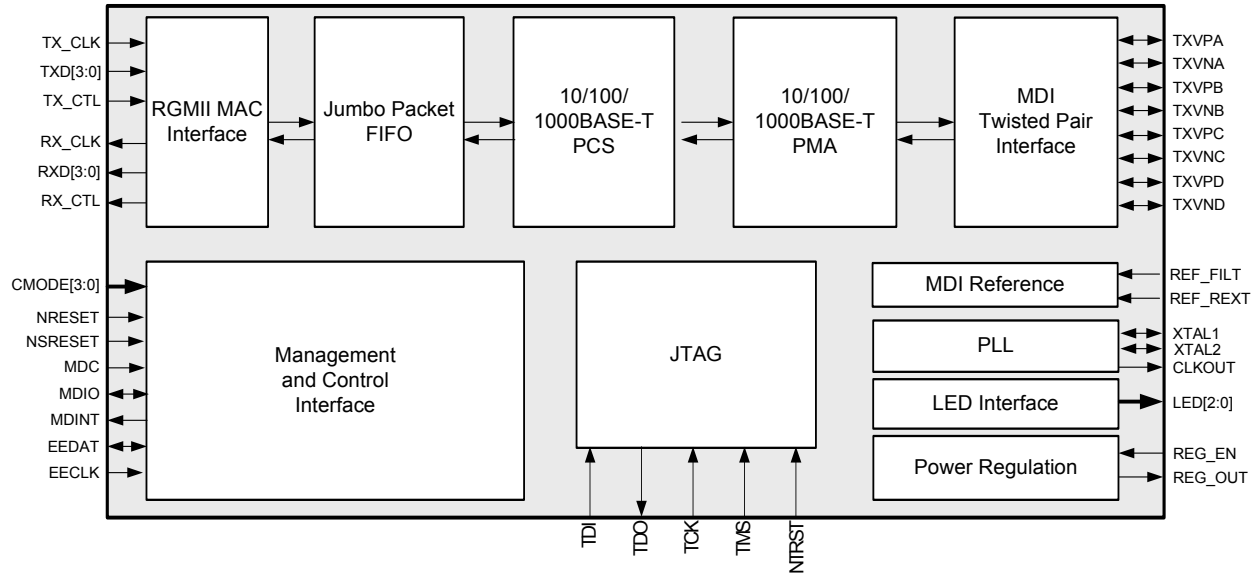 TX_CLK
TXD[3:0]
TX_CTL
RX_CLK
RXD[3:0]
RX_CTL
RGMII MAC
Interface
Jumbo Packet
FIFO
10/100/
1000BASE-T
PCS
10/100/
1000BASE-T
PMA
MDI
Twisted Pair
Interface
TXVPA
TXVNA
TXVPB
TXVNB
TXVPC
TXVNC
TXVPD
TXVND
CMODE[3:0]
NRESET
NSRESET
MDC
MDIO
MDINT
EEDAT
EECLK
Management
and Control
Interface
JTAG
MDI Reference
PLL
LED Interface
Power Regulation
REF_FILT
REF_REXT
XTAL1
XTAL2
CLKOUT
LED[2:0]
REG_EN
REG_OUT
TDI
TDO
TCK
TMS
NTRST